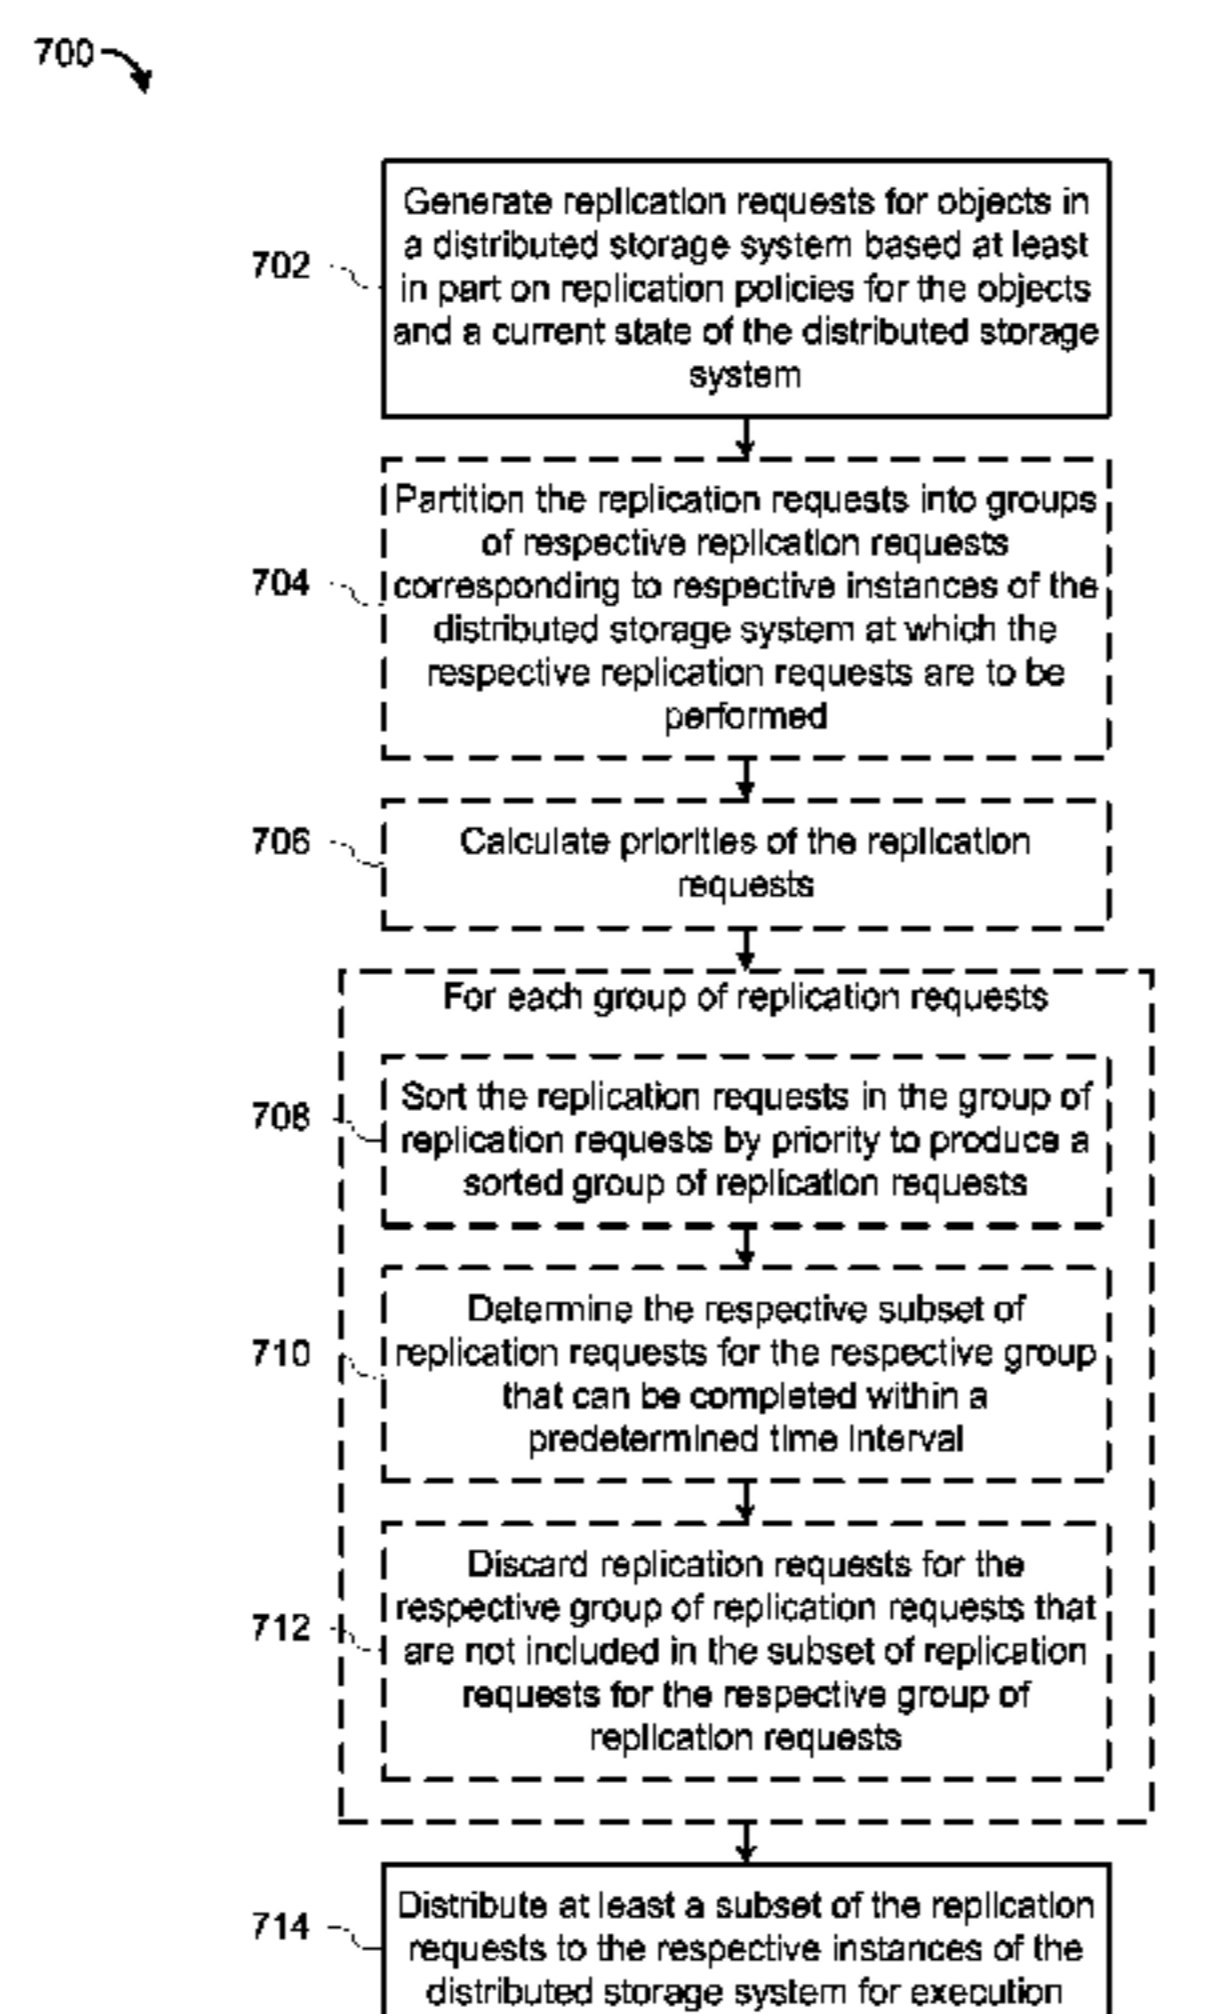 700
702
Generate replication requests for objects in
a distributed storage system based at least
in part on replication policies for the objects
and a current state of the distributed storage
system
704
Partition the replication requests into groups
of respective replication requests
corresponding to respective instances of the
distributed storage system at which the
respective replication requests are to be
performed
706
Calculate priorities of the replication
requests
For each group of replication requests
708
Sort the replication requests in the group of
replication requests by priority to produce a
sorted group of replication requests
710
Determine the respective subset of
replication requests for the respective group
that can be completed within a
predetermined time interval
712
Discard replication requests for the
respective group of replication requests that
are not included in the subset of replication
requests for the respective group of
replication requests
714
Distribute at least a subset of the replication
requests to the respective instances of the
distributed storage system for execution